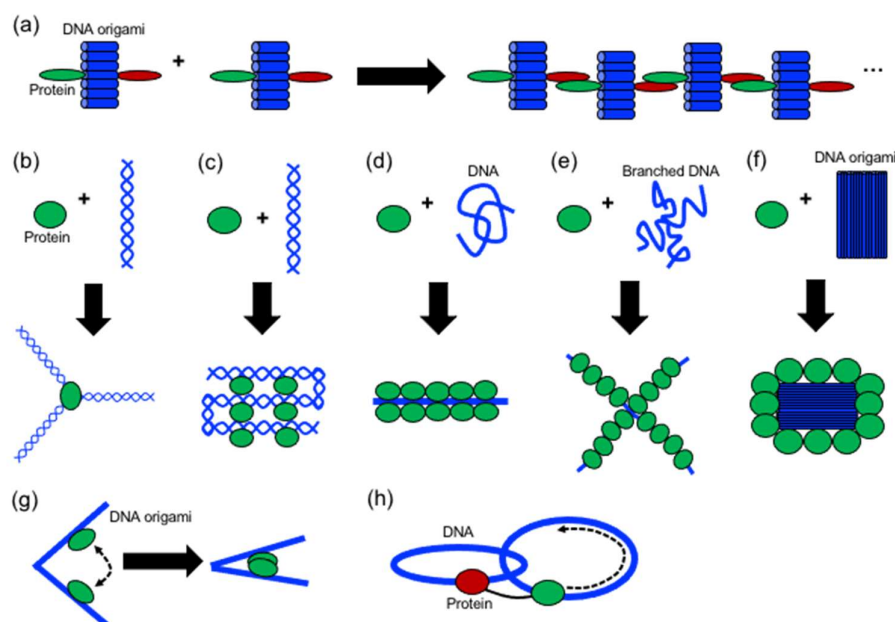 (a)
DNA origami
+
Protein
...
(b)
(c)
(d)
(e)
(f)
DNA origami
DNA
Branched DNA
+
+
+
+
+
Protein
(g)
DNA origami
(h)
DNA
Protein